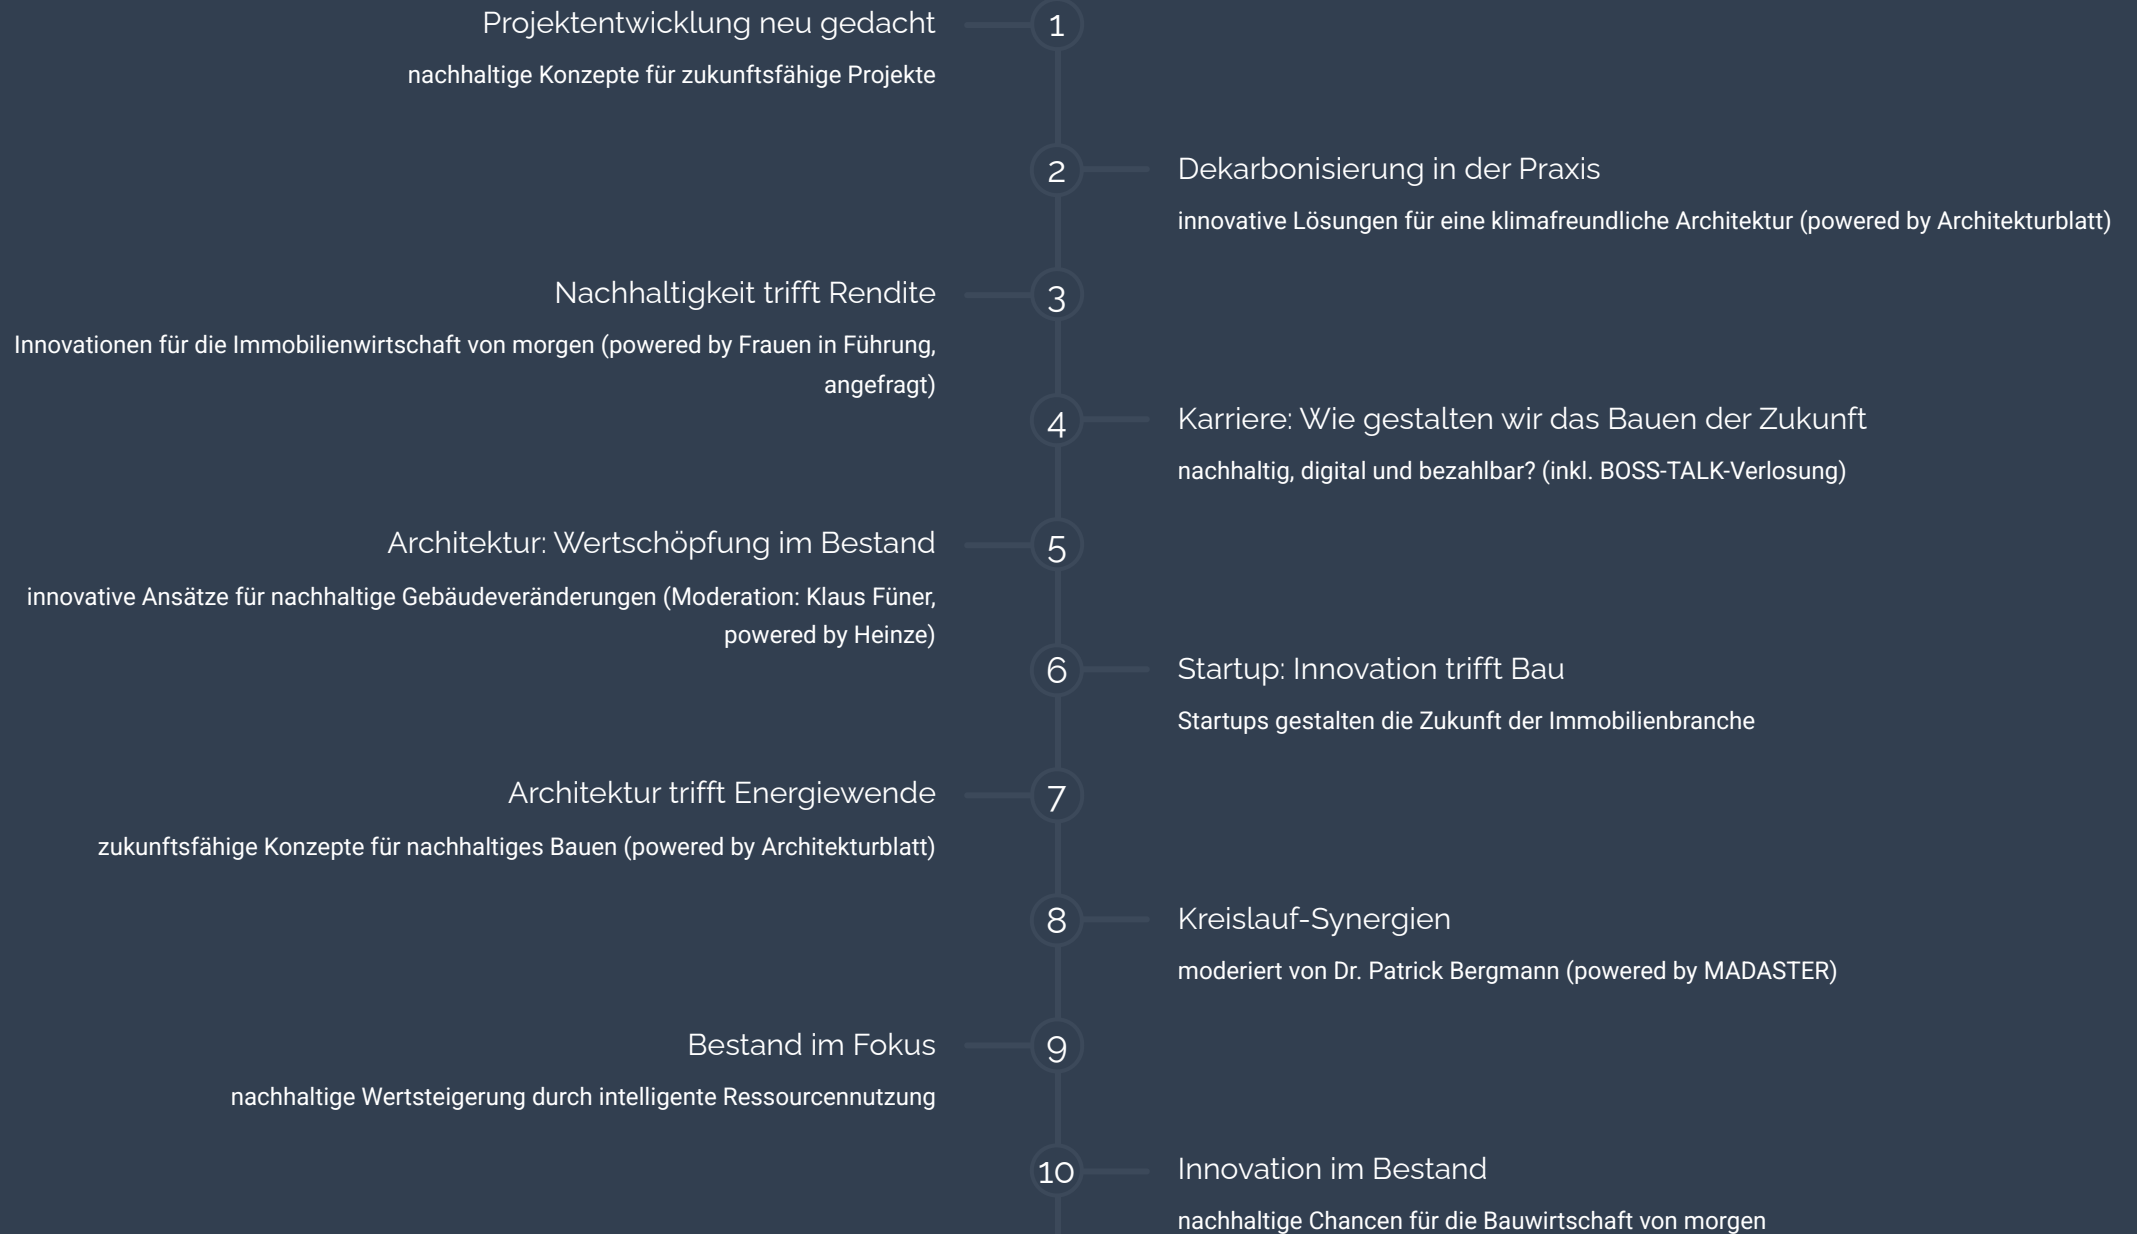 Projektentwicklung neu gedacht
1
nachhaltige Konzepte für zukunftsfähige Projekte
2
Dekarbonisierung in der Praxis
innovative Lösungen für eine klimafreundliche Architektur (powered by Architekturblatt)
Nachhaltigkeit trifft Rendite
3
Innovationen für die Immobilienwirtschaft von morgen (powered by Frauen in Führung,
angefragt)
4
Karriere: Wie gestalten wir das Bauen der Zukunft
nachhaltig, digital und bezahlbar? (inkl. BOSS-TALK-Verlosung)
Architektur: Wertschöpfung im Bestand
5
innovative Ansätze für nachhaltige Gebäudeveränderungen (Moderation: Klaus Füner,
powered by Heinze)
6
Startup: Innovation trifft Bau
Startups gestalten die Zukunft der Immobilienbranche
Architektur trifft Energiewende
7
zukunftsfähige Konzepte für nachhaltiges Bauen (powered by Architekturblatt)
8
Kreislauf-Synergien
moderiert von Dr. Patrick Bergmann (powered by MADASTER)
Bestand im Fokus
9
nachhaltige Wertsteigerung durch intelligente Ressourcennutzung
10
Innovation im Bestand
nachhaltige Chancen für die Bauwirtschaft von morgen